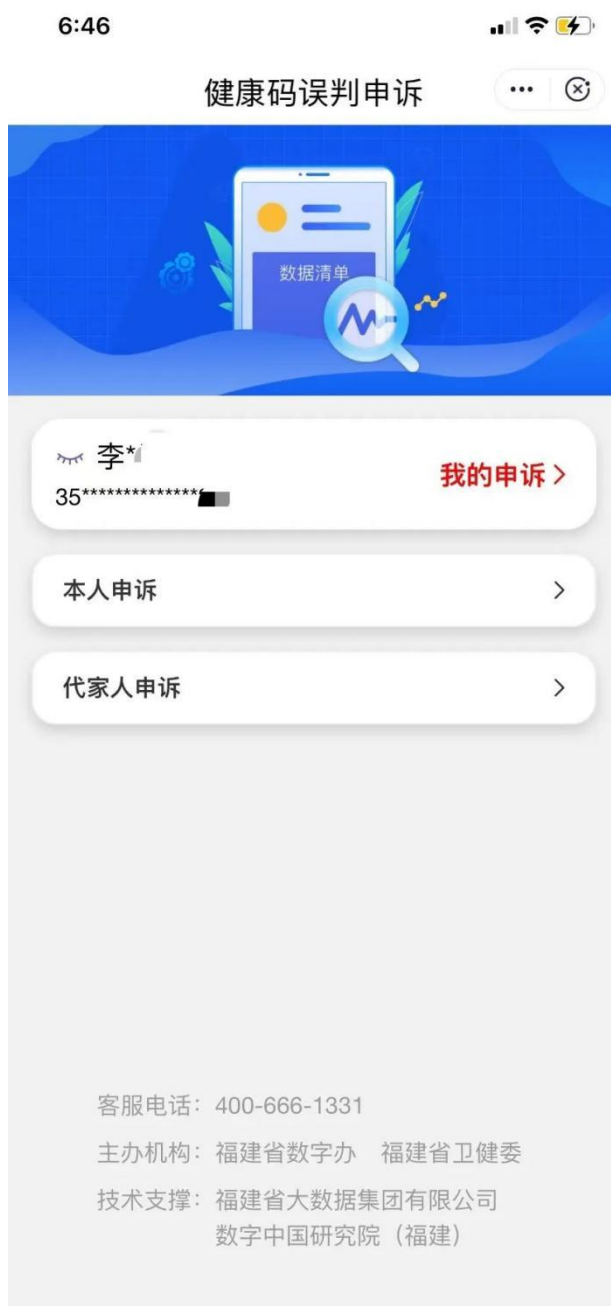 6:46
健康码误判申诉
数据清单
李*
35**************
我的申诉
本人申诉
代家人申诉
客服电话：400-666-1331
主办机构：福建省数字办 福建省卫健委
技术支撑：福建省大数据集团有限公司
数字中国研究院（福建）